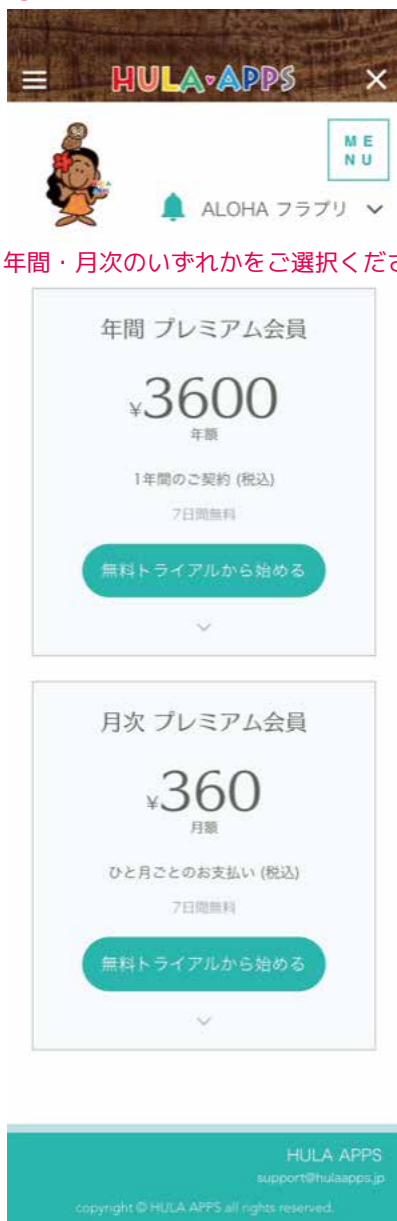 HULA♥APPS
ME
NU
ALOHA フラプリ
年間・月次のいずれかをご選択くださ
年間 プレミアム会員
¥3600
年額
1年間のご契約 (税込)
7日間無料
無料トライアルから始める
月次 プレミアム会員
¥360
月額
ひと月ごとのお支払い (税込)
7日間無料
無料トライアルから始める
HULA APPS
support@hulaapps.jp
copyright © HULA APPS all rights reserved.